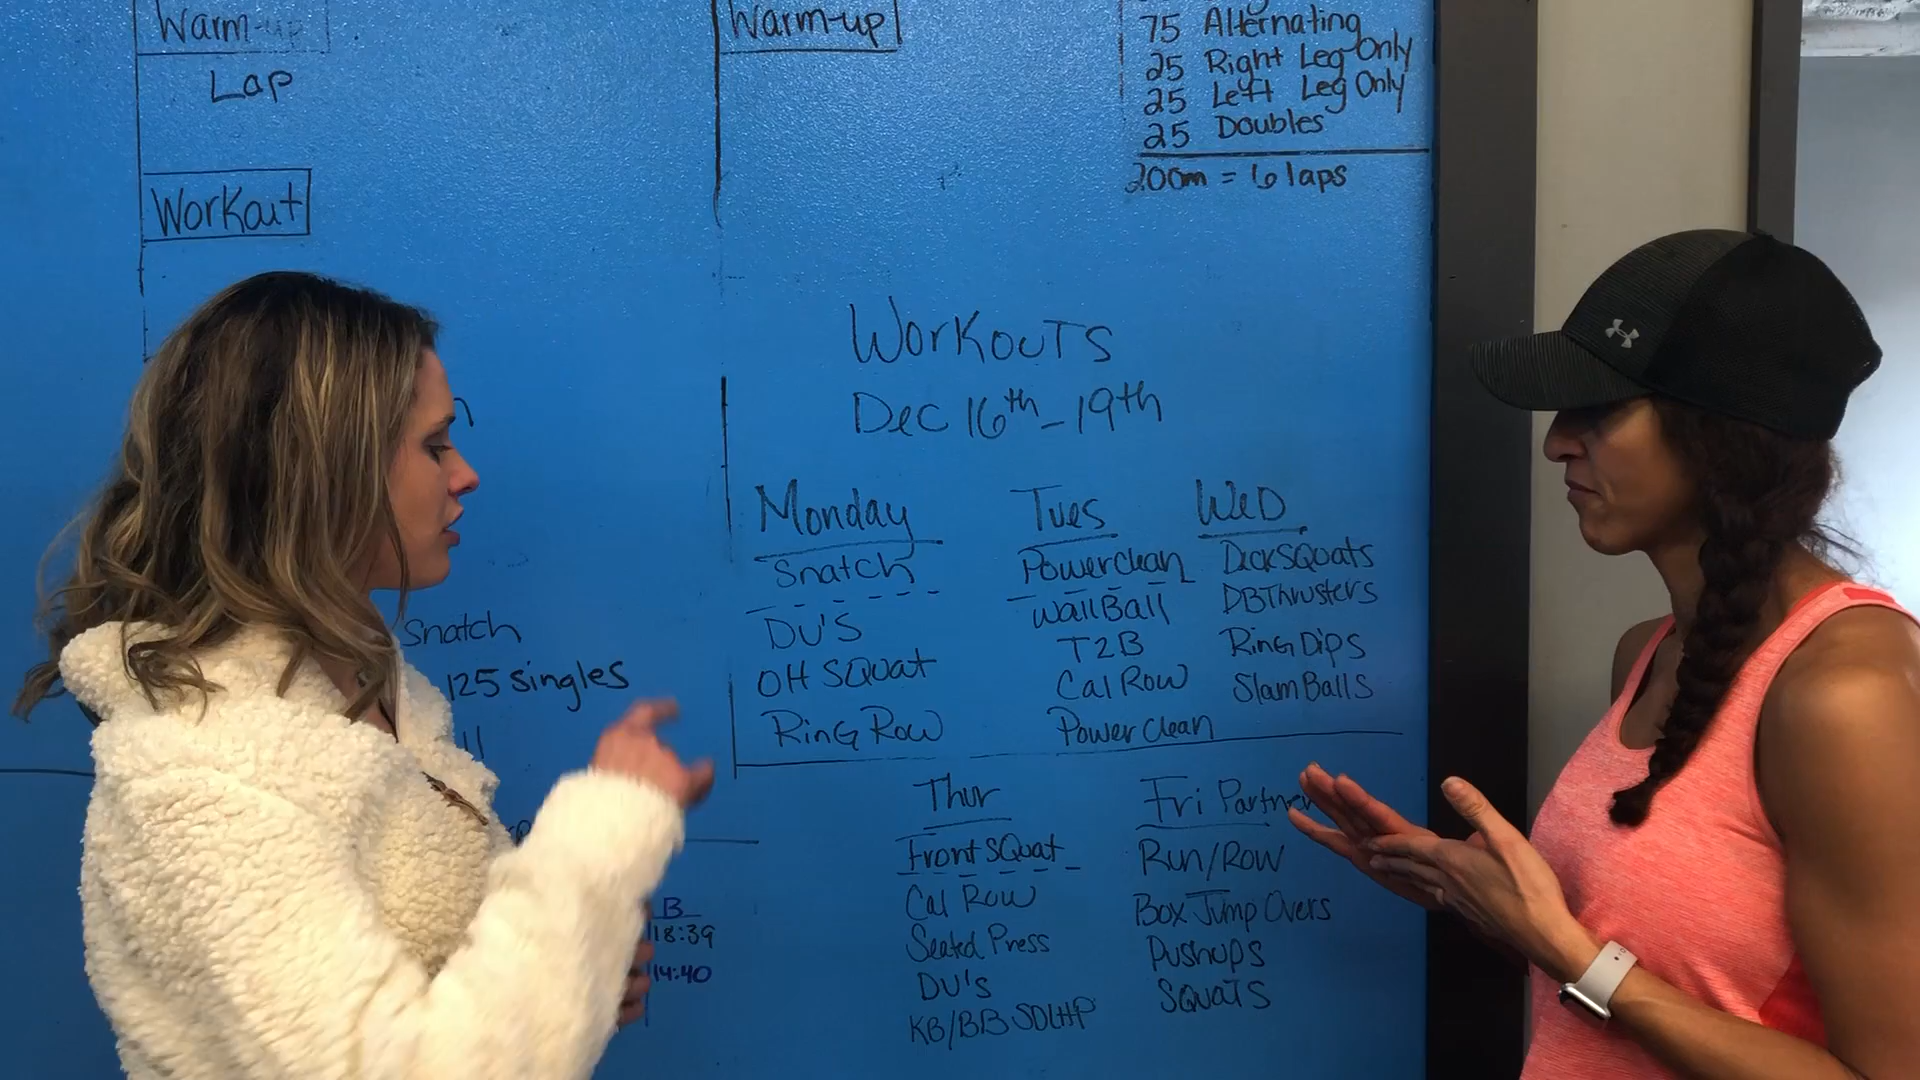 Warm-up
Lap
Workout
Snatch
125 singles
B
18:39
14:40
Warm-up
75 Alternating
25 Right Leg Only
25 Left Leg Only
25 Doubles
200m = 6 laps
Workouts
Dec 16th-19th
Monday
Snatch
DU'S
OH SQuat
Ring Row
Tues
Powerclean
WallBall
T2B
Cal Row
Power clean
WeD
DeckSQuats
DBThrusters
Ring Dips
Slam Balls
Thur
Front SQuat
Cal Row
Seated Press
DU's
KB/BB SDLHP
Fri Partner
Run/Row
Box Jump Overs
Pushups
SQuats